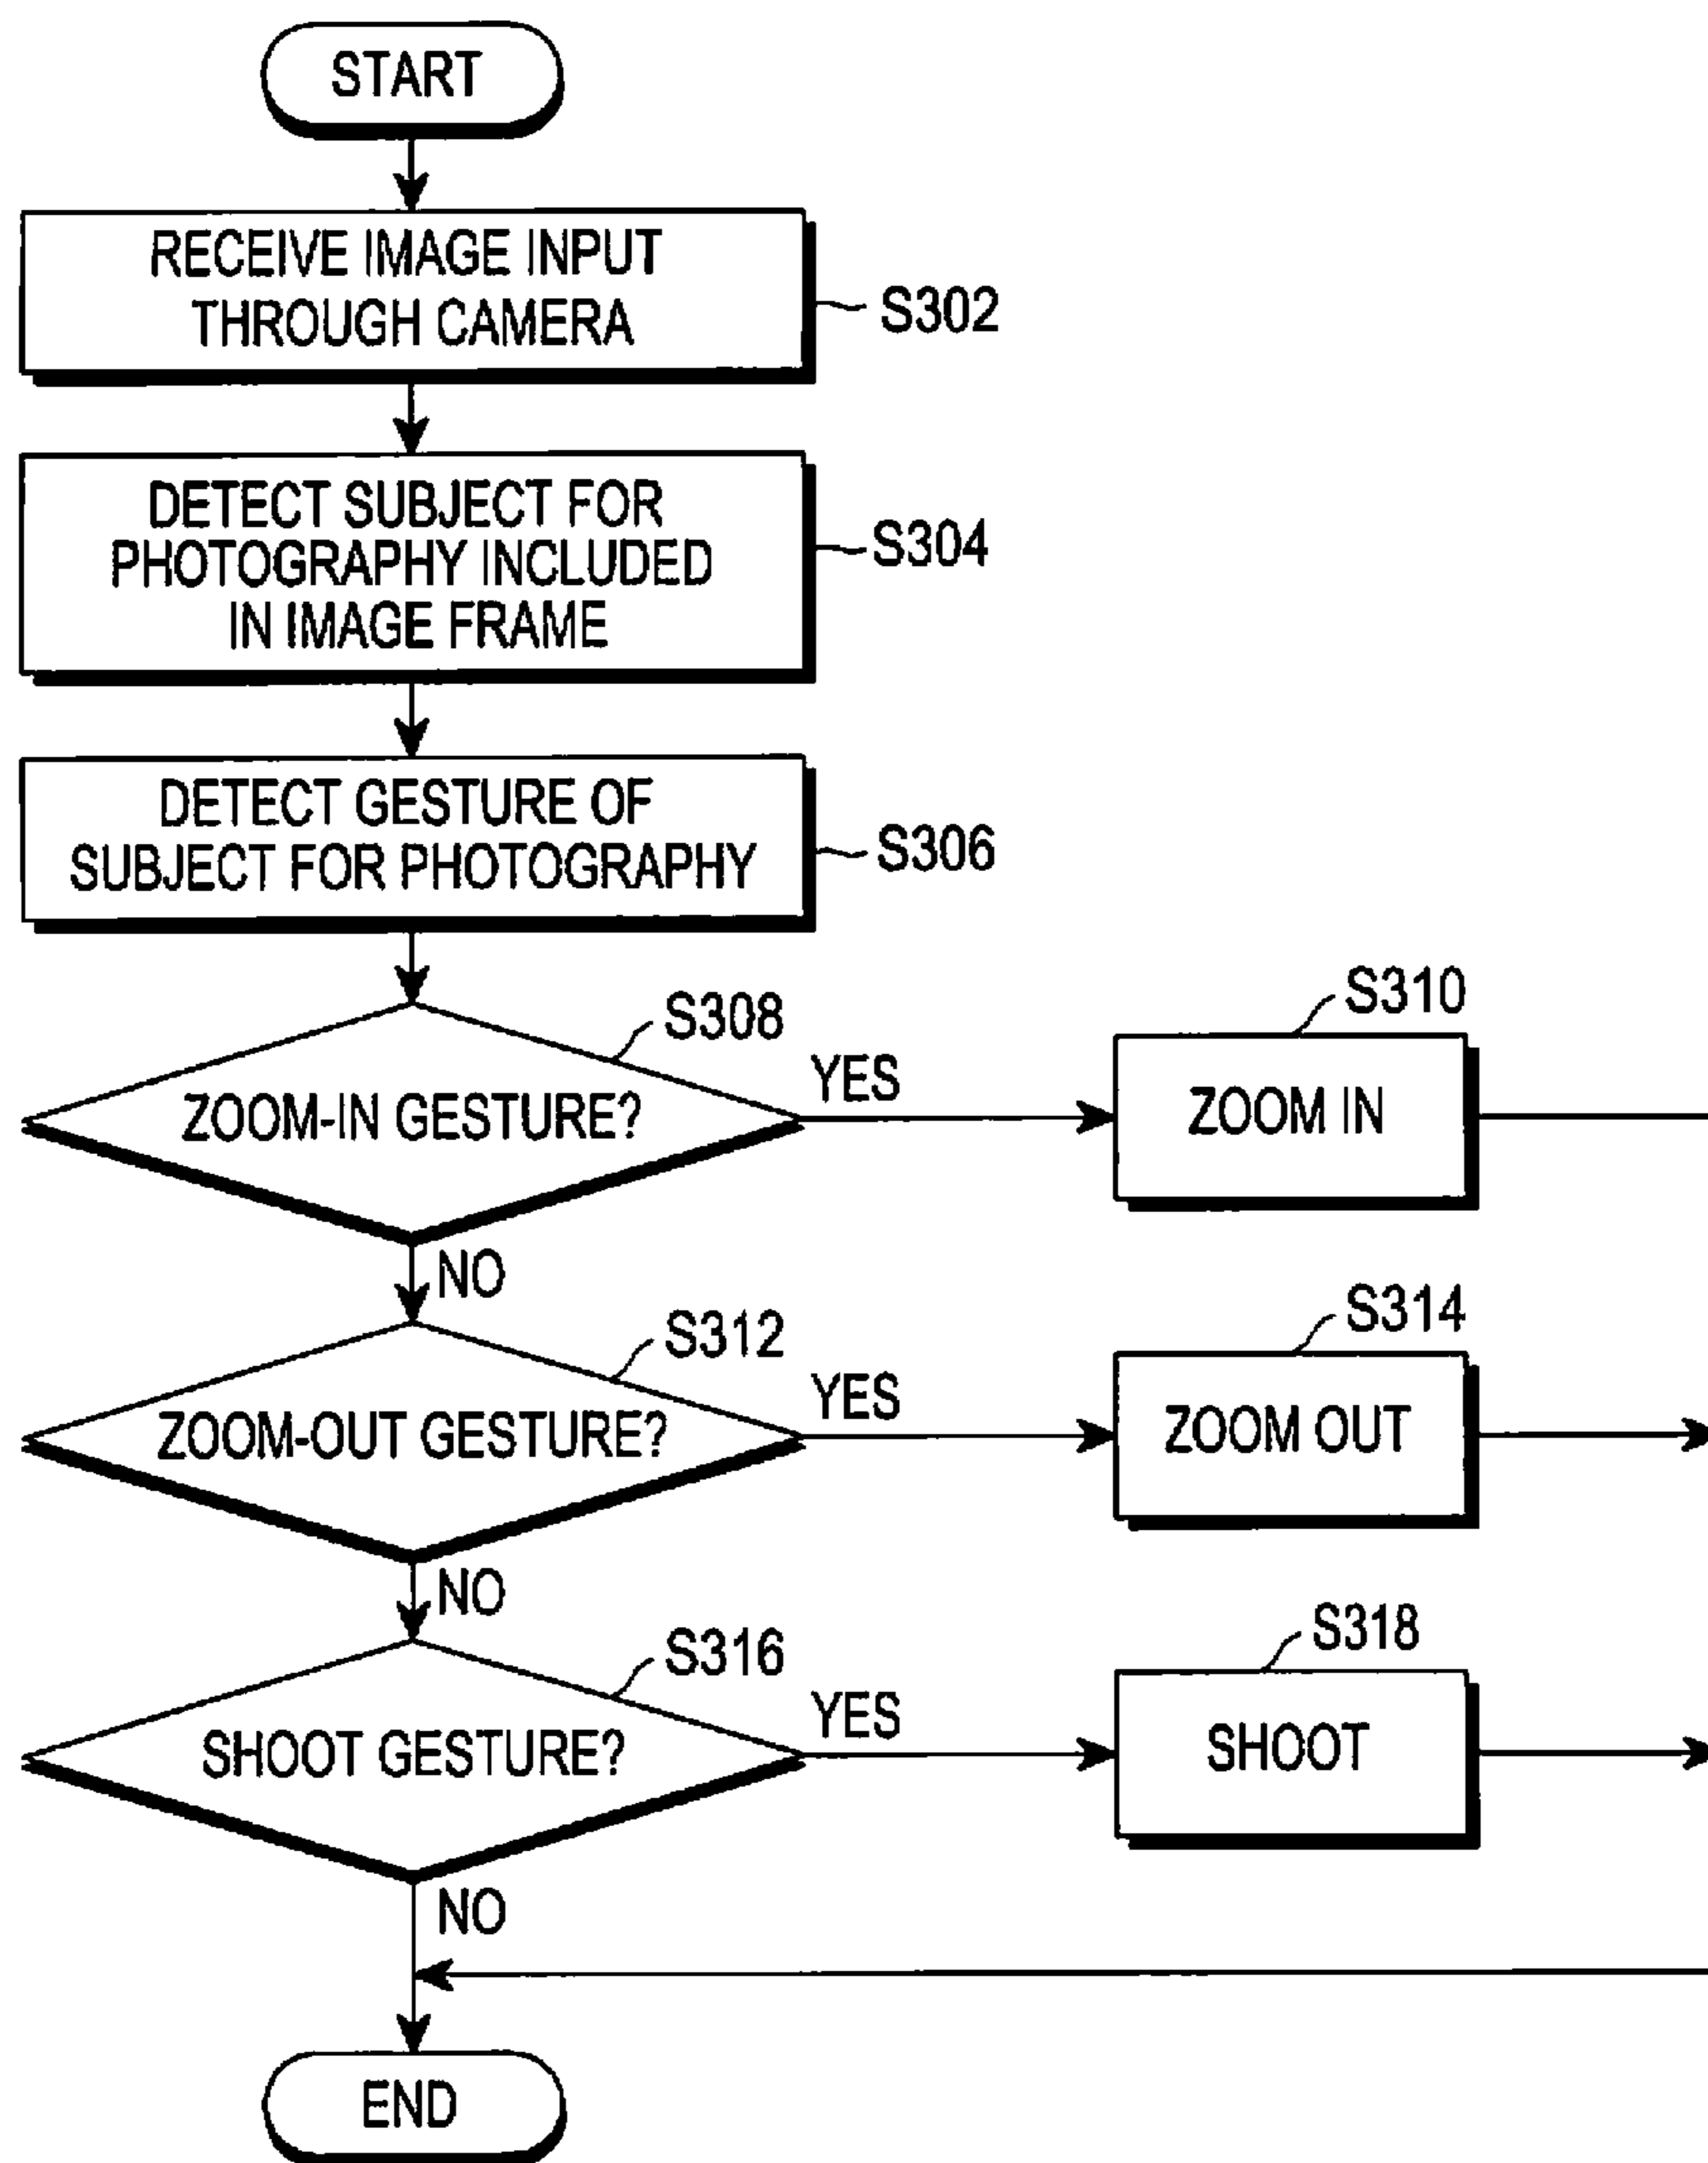 START
RECEIVE IMAGE INPUT
THROUGH CAMERA
S302
DETECT SUBJECT FOR
PHOTOGRAPHY INCLUDED
IN IMAGE FRAME
S304
DETECT GESTURE OF
SUBJECT FOR PHOTOGRAPHY
S306
S308
ZOOM-IN GESTURE?
YES
S310
ZOOM IN
NO
S312
ZOOM-OUT GESTURE?
YES
S314
ZOOM OUT
NO
S316
SHOOT GESTURE?
YES
S318
SHOOT
NO
END